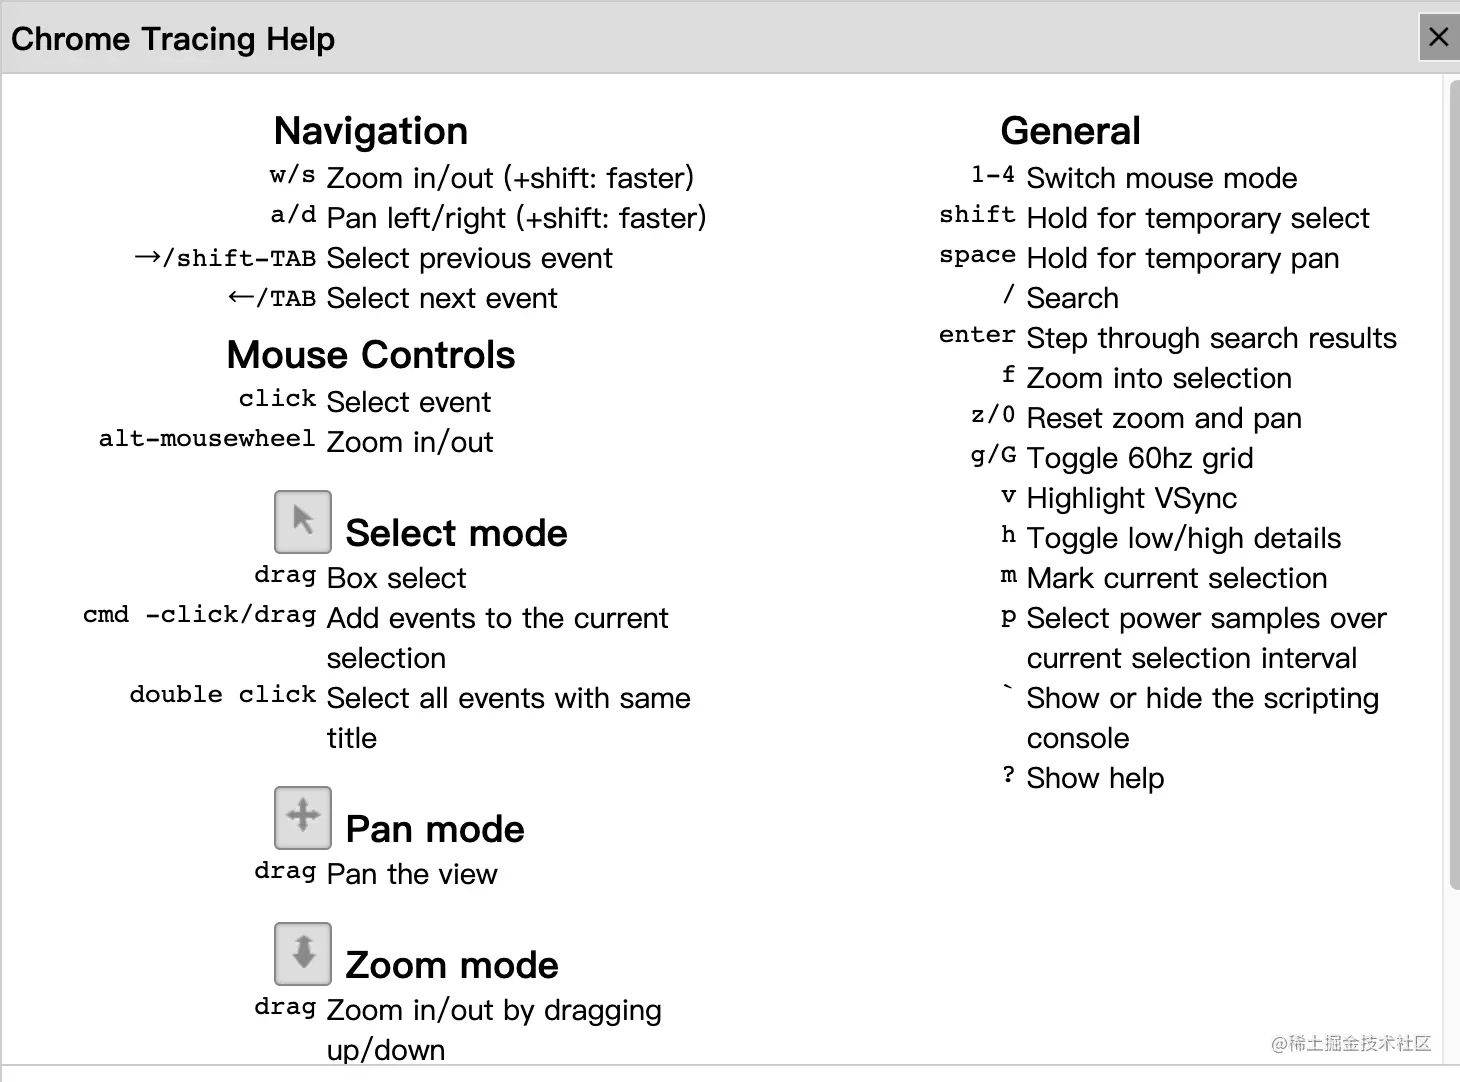 Chrome Tracing Help
Navigation
w/s Zoom in/out (+shift: faster)
a/d Pan left/right (+shift: faster)
→/shift-TAB Select previous event
←/TAB Select next event
Mouse Controls
click Select event
alt-mousewheel Zoom in/out
Select mode
drag Box select
cmd -click/drag Add events to the current
selection
double click Select all events with same
title
Pan mode
drag Pan the view
Zoom mode
drag Zoom in/out by dragging
up/down
General
1-4 Switch mouse mode
shift Hold for temporary select
space Hold for temporary pan
/ Search
enter Step through search results
f Zoom into selection
z/0 Reset zoom and pan
g/G Toggle 60hz grid
v Highlight VSync
h Toggle low/high details
m Mark current selection
p Select power samples over
current selection interval
` Show or hide the scripting
console
? Show help
@稀土掘金技术社区